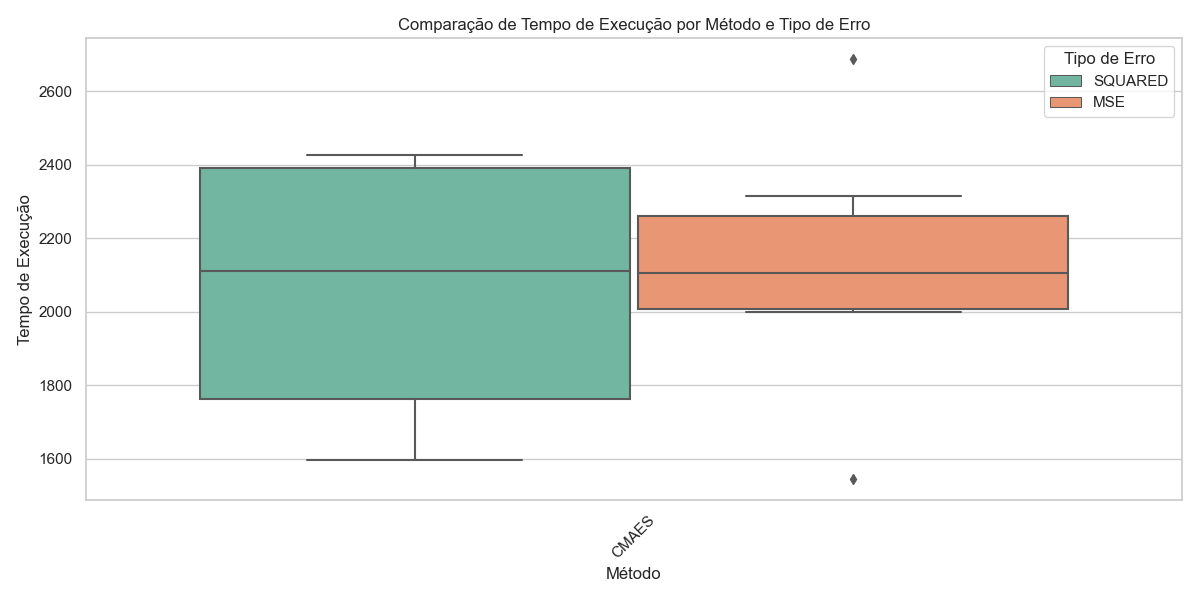 Comparação de Tempo de Execução por Método e Tipo de Erro
Tipo de Erro
SQUARED
MSE
Tempo de Execução
2600
2400
2200
2000
1800
1600
CMAES
Método